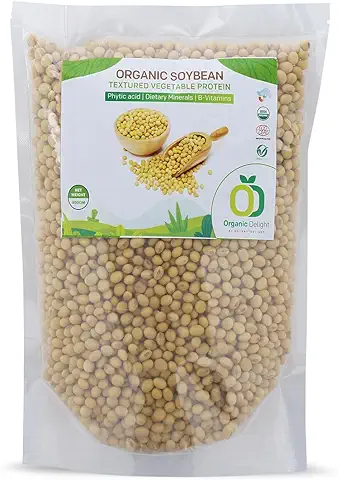 ORGANIC SOYBEAN
TEXTURED VEGETABLE PROTEIN
Phytic acid | Dietary Minerals | B-Vitamins
NET
WEIGHT
Organic Delight